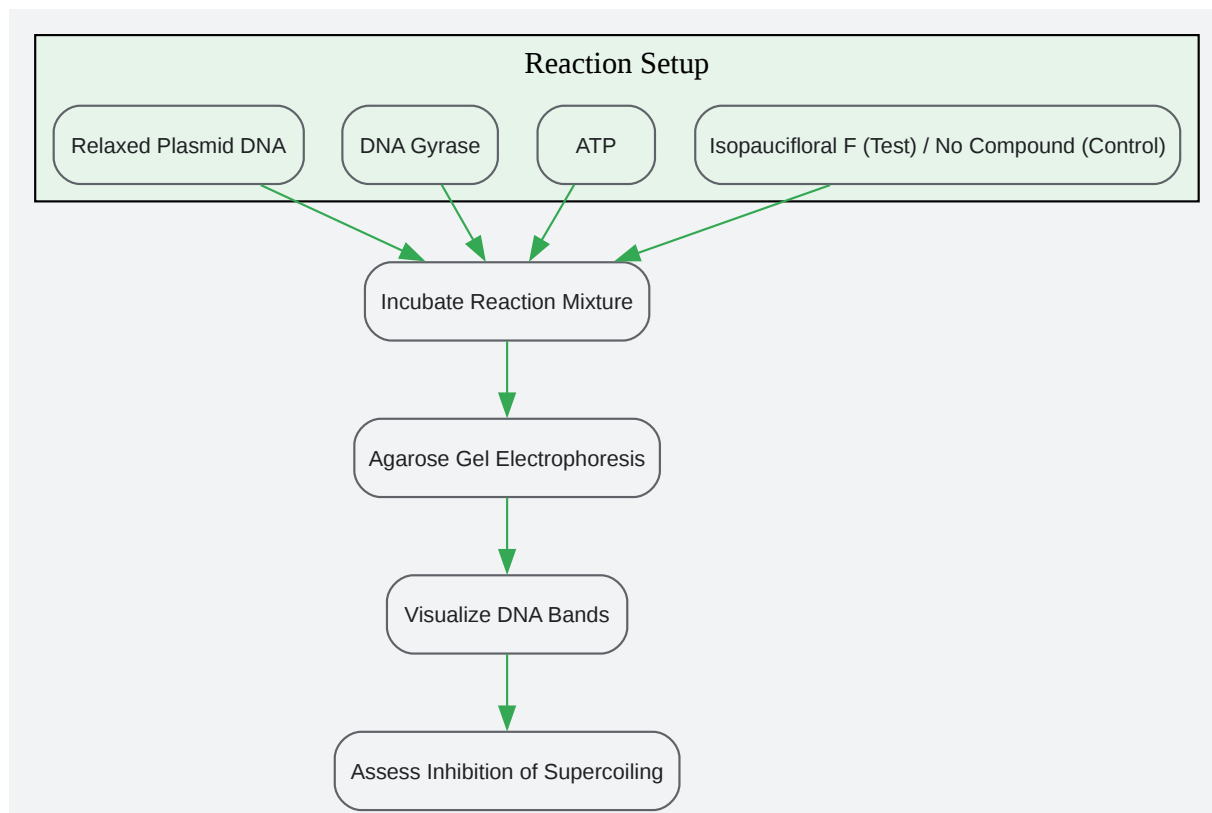 Reaction Setup
Relaxed Plasmid DNA
DNA Gyrase
ATP
Isopaucifloral F (Test) / No Compound (Control)
Incubate Reaction Mixture
Agarose Gel Electrophoresis
Visualize DNA Bands
Assess Inhibition of Supercoiling